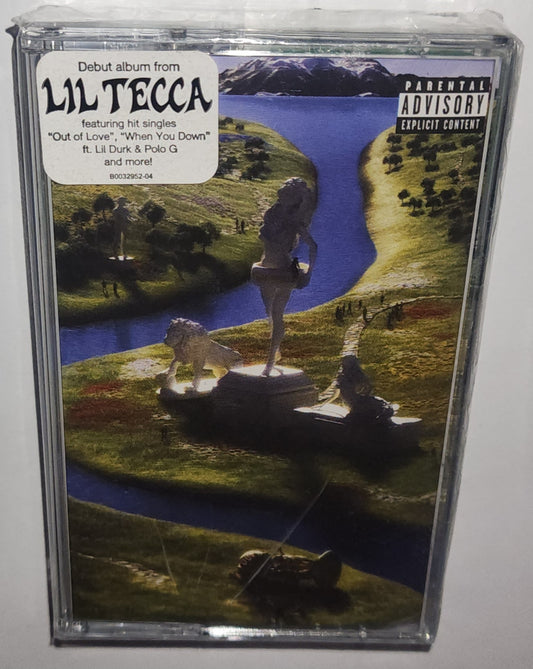 Debut album from
LIL TECCA
featuring hit singles
“Out of Love”, “When You Down”
ft. Lil Durk & Polo G
and more!
B0032952-04
PARENTAL
ADVISORY
EXPLICIT CONTENT